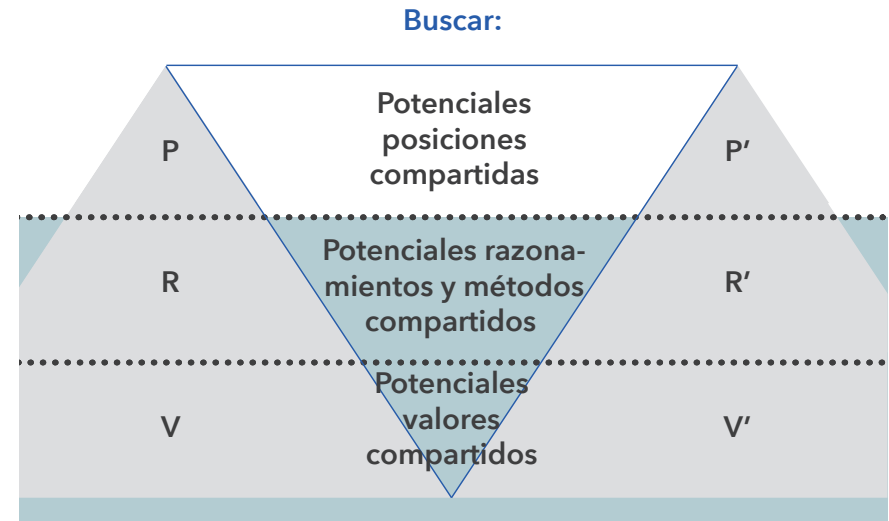 Buscar:
Potenciales
posiciones
compartidas
P
P′
Potenciales razona-
mientos y métodos
compartidos
R
R′
Potenciales
valores
compartidos
V
V′